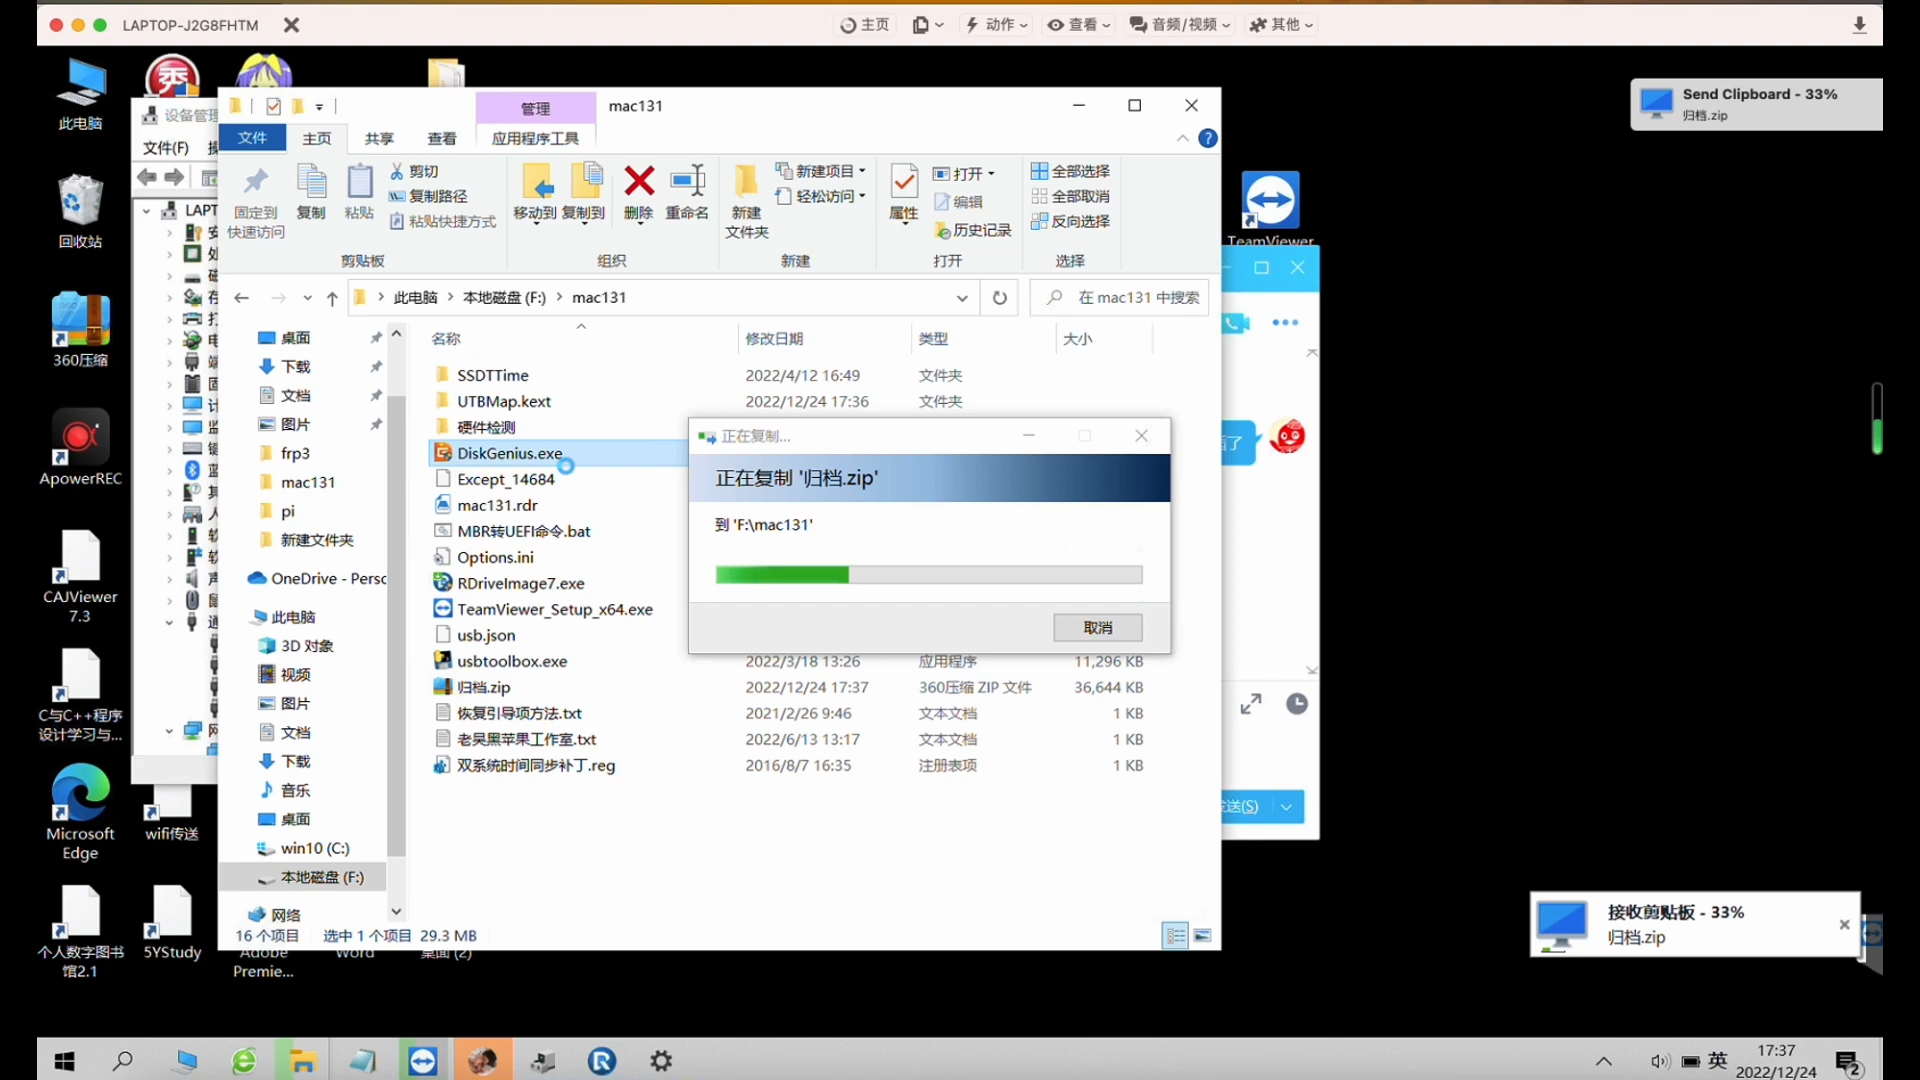 LAPTOP-J2G8FHTM
主页
动作
查看
音频/视频
其他
Send Clipboard - 33%
归档.zip
此电脑
回收站
360压缩
ApowerREC
CAJViewer
7.3
C与C++程序
设计学习与...
Microsoft
Edge
个人数字图书
馆2.1
wifi传送
5YStudy
Adobe
Premie...
Word
桌面 (2)
TeamViewer
设备管理
文件(F)
LAPT
管理
mac131
文件
主页
共享
查看
应用程序工具
固定到
快速访问
复制
粘贴
剪切
复制路径
粘贴快捷方式
剪贴板
移动到
复制到
删除
重命名
组织
新建
文件夹
新建项目
轻松访问
新建
属性
打开
编辑
历史记录
打开
全部选择
全部取消
反向选择
选择
此电脑
本地磁盘 (F:)
mac131
在 mac131 中搜索
桌面
下载
文档
图片
frp3
mac131
pi
新建文件夹
OneDrive - Persc
此电脑
3D 对象
视频
图片
文档
下载
音乐
桌面
win10 (C:)
本地磁盘 (F:)
网络
名称 修改日期 类型 大小
SSDTTime 2022/4/12 16:49 文件夹
UTBMap.kext 2022/12/24 17:36 文件夹
硬件检测
DiskGenius.exe
Except_14684
mac131.rdr
MBR转UEFI命令.bat
Options.ini
RDriveImage7.exe
TeamViewer_Setup_x64.exe
usb.json
usbtoolbox.exe 2022/3/18 13:26 应用程序 11,296 KB
归档.zip 2022/12/24 17:37 360压缩 ZIP 文件 36,644 KB
恢复引导项方法.txt 2021/2/26 9:46 文本文档 1 KB
老吴黑苹果工作室.txt 2022/6/13 13:17 文本文档 1 KB
双系统时间同步补丁.reg 2016/8/7 16:35 注册表项 1 KB
16 个项目 选中 1 个项目 29.3 MB
正在复制...
正在复制 '归档.zip'
到 'F:\mac131'
取消
了
送(S)
接收剪贴板 - 33%
归档.zip
英
17:37
2022/12/24
2